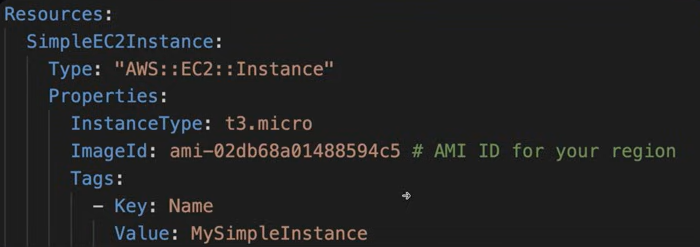 Resources:
  SimpleEC2Instance:
    Type: "AWS::EC2::Instance"
    Properties:
      InstanceType: t3.micro
      ImageId: ami-02db68a01488594c5 # AMI ID for your region
      Tags:
        - Key: Name
          Value: MySimpleInstance